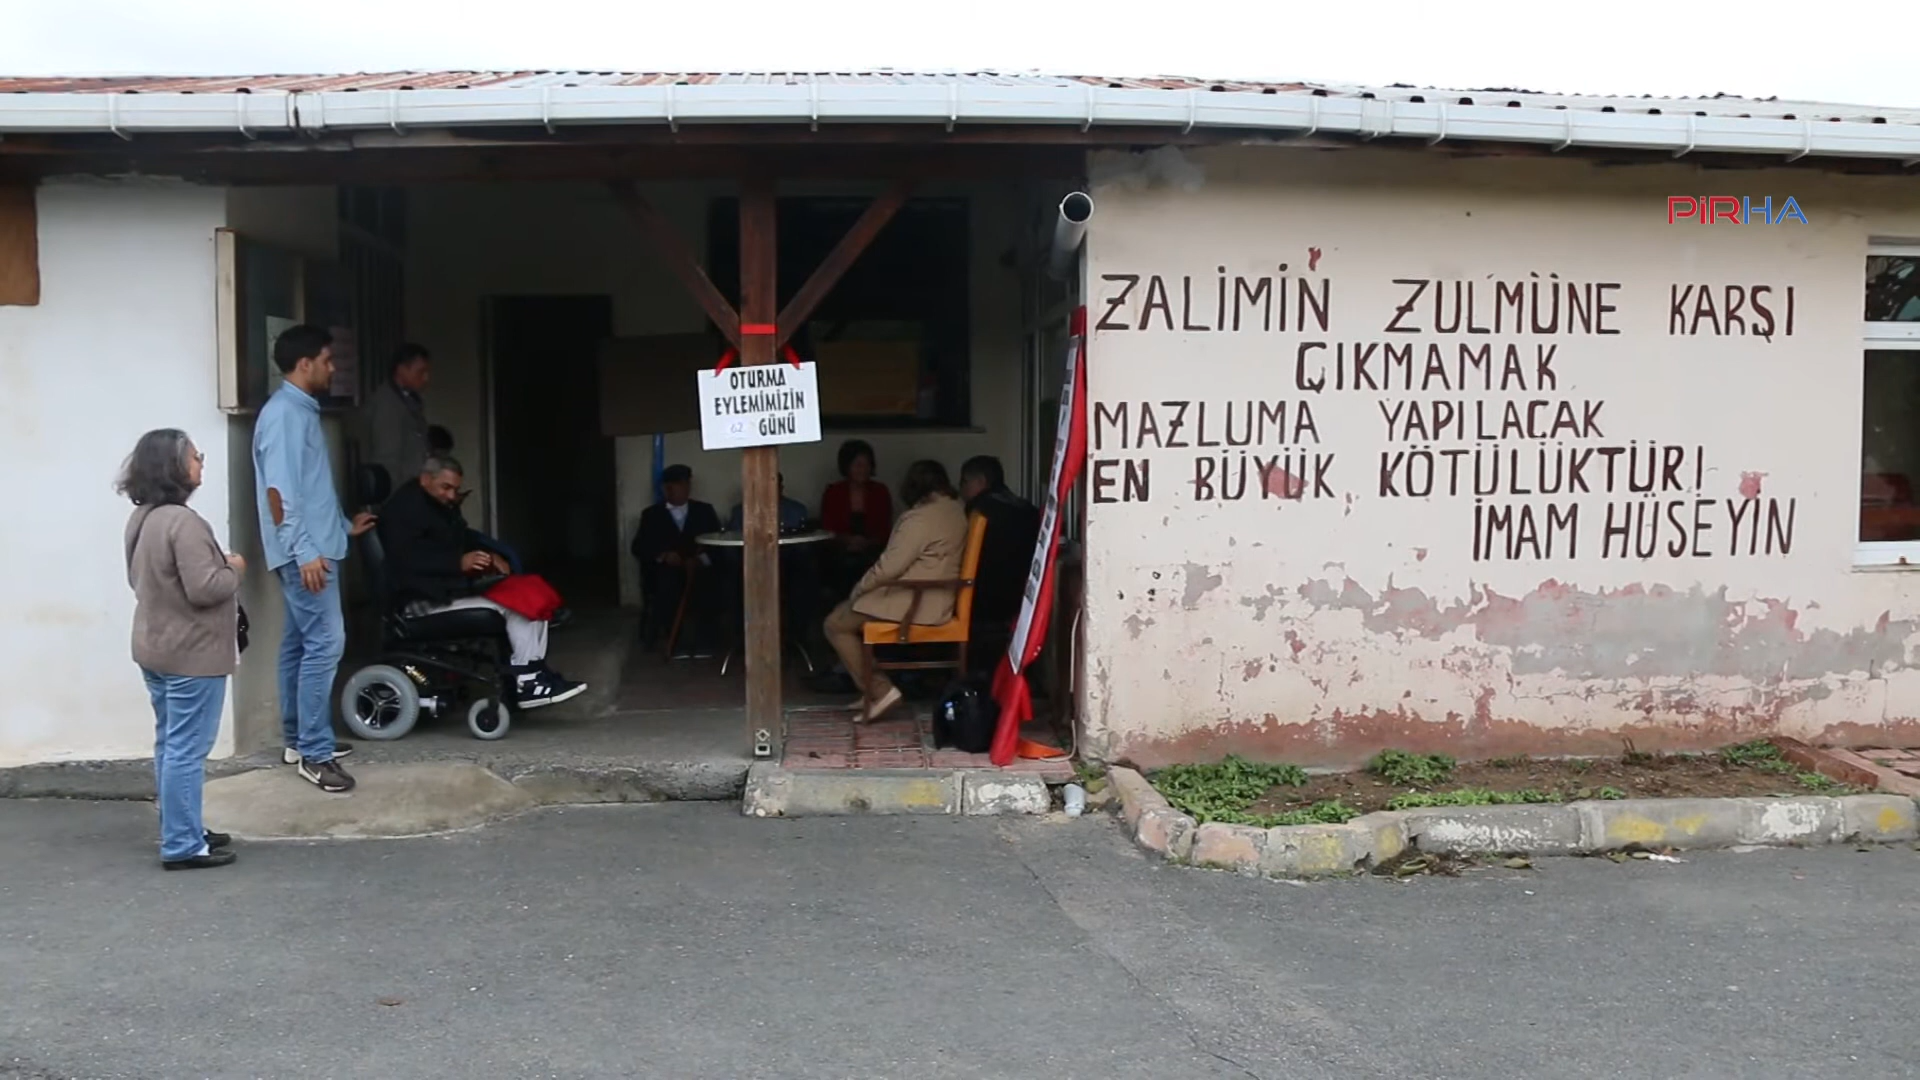 PİRHA
ZALİMİN ZULMÜNE KARŞI
ÇIKMAMAK
MAZLUMA YAPILAÇAK
EN BÜYÜK KÖTÜLÜKTÜR!
İMAM HÜSEYİN
OTURMA
EYLEMİMİZİN
62. GÜNÜ